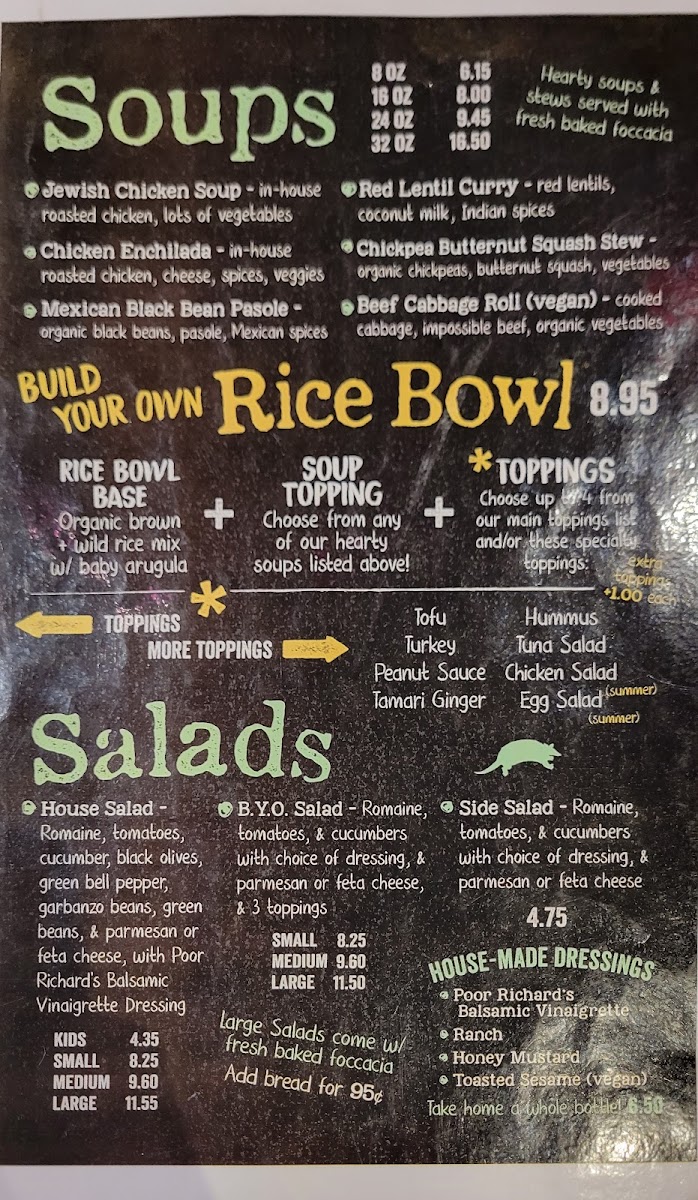 Soups
8 OZ 6.15
16 OZ 8.00
24 OZ 9.45
32 OZ 16.50
Hearty soups &
stews served with
fresh baked foccacia
Jewish Chicken Soup - in-house
roasted chicken, lots of vegetables
Chicken Enchilada - in-house
roasted chicken, cheese, spices, veggies
Mexican Black Bean Pasole -
organic black beans, pasole, Mexican spices
Red Lentil Curry - red lentils,
coconut milk, Indian spices
Chickpea Butternut Squash Stew -
organic chickpeas, butternut squash, vegetables
Beef Cabbage Roll (vegan) - cooked
cabbage, impossible beef, organic vegetables
BUILD
YOUR OWN Rice Bowl 8.95
RICE BOWL
BASE
Organic brown
+ wild rice mix
w/ baby arugula
+
SOUP
TOPPING
Choose from any
of our hearty
soups listed above!
+
*TOPPINGS
Choose up to 4 from
our main toppings list
and/or these specialty
toppings:
extra
toppings
+1.00 each
*
TOPPINGS
MORE TOPPINGS
Tofu
Turkey
Peanut Sauce
Tamari Ginger
Hummus
Tuna Salad
Chicken Salad
Egg Salad (summer)
(summer)
Salads
House Salad -
Romaine, tomatoes,
cucumber, black olives,
green bell pepper,
garbanzo beans, green
beans, & parmesan or
feta cheese, with Poor
Richard's Balsamic
Vinaigrette Dressing
KIDS 4.35
SMALL 8.25
MEDIUM 9.60
LARGE 11.55
B.Y.O. Salad - Romaine,
tomatoes, & cucumbers
with choice of dressing, &
parmesan or feta cheese,
& 3 toppings
SMALL 8.25
MEDIUM 9.60
LARGE 11.50
Large Salads come w/
fresh baked foccacia
Add bread for 95¢
Side Salad - Romaine,
tomatoes, & cucumbers
with choice of dressing, &
parmesan or feta cheese
4.75
HOUSE-MADE DRESSINGS
Poor Richard's
Balsamic Vinaigrette
Ranch
Honey Mustard
Toasted Sesame (vegan)
Take home a whole bottle! 6.50